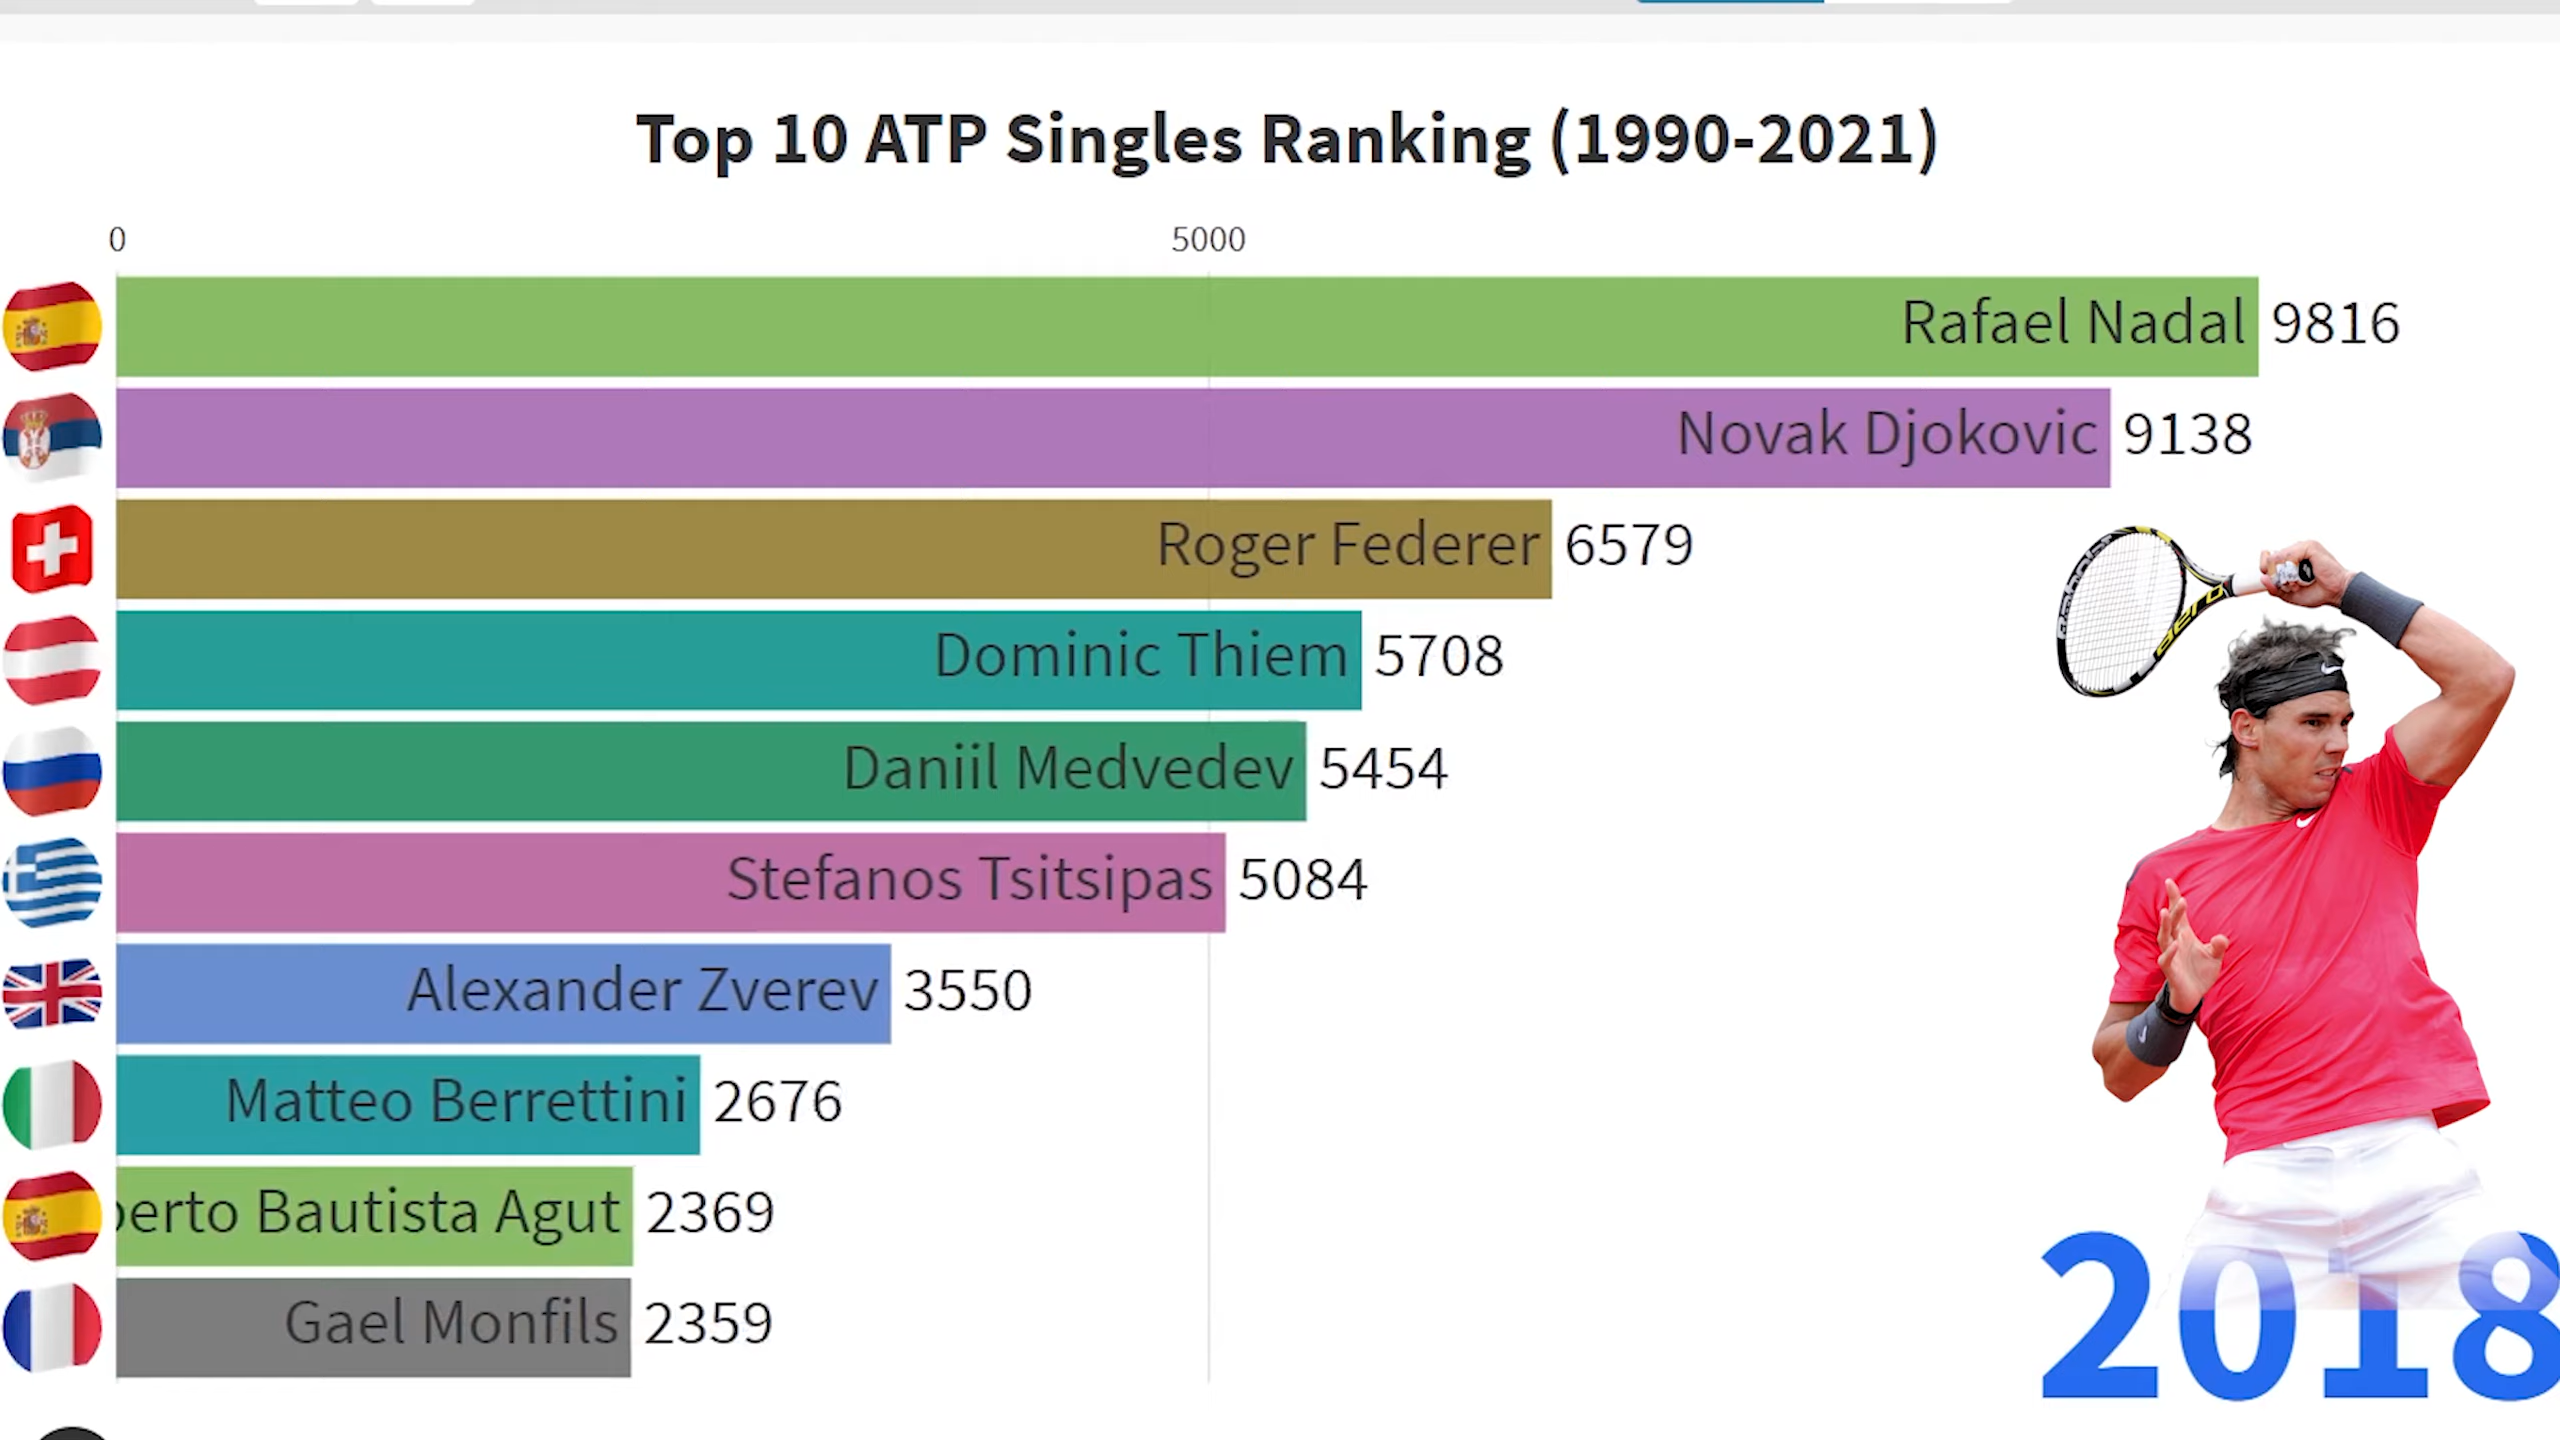 Top 10 ATP Singles Ranking (1990-2021)
0 5000
Rafael Nadal 9816
Novak Djokovic 9138
Roger Federer 6579
Dominic Thiem 5708
Daniil Medvedev 5454
Stefanos Tsitsipas 5084
Alexander Zverev 3550
Matteo Berrettini 2676
berto Bautista Agut 2369
Gael Monfils 2359
2018